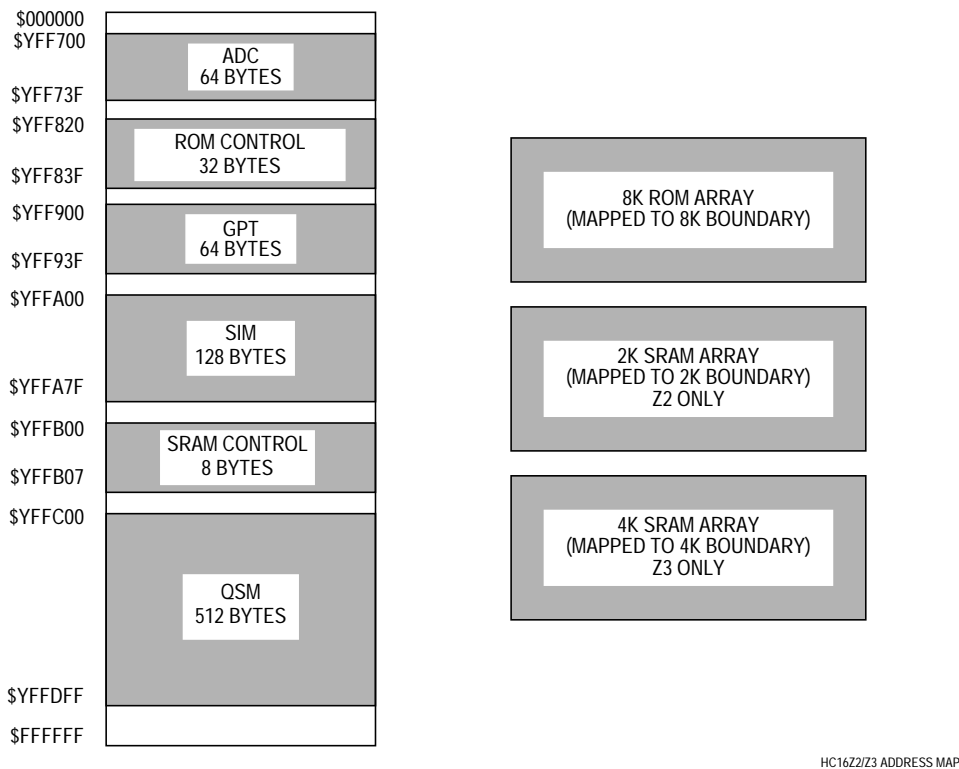 $000000
$YFF700
ADC
64 BYTES
$YFF73F
$YFF820
ROM CONTROL
32 BYTES
$YFF83F
$YFF900
GPT
64 BYTES
$YFF93F
$YFFA00
SIM
128 BYTES
$YFFA7F
$YFFB00
SRAM CONTROL
8 BYTES
$YFFB07
$YFFC00
QSM
512 BYTES
$YFFDFF
$FFFFFF
8K ROM ARRAY
(MAPPED TO 8K BOUNDARY)
2K SRAM ARRAY
(MAPPED TO 2K BOUNDARY)
Z2 ONLY
4K SRAM ARRAY
(MAPPED TO 4K BOUNDARY)
Z3 ONLY
HC16Z2/Z3 ADDRESS MAP